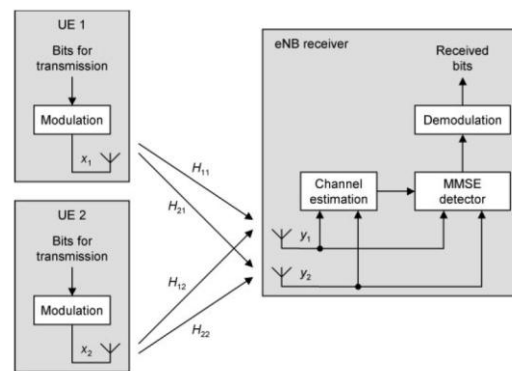 UE 1
Bits for
transmission
Modulation
x1
UE 2
Bits for
transmission
Modulation
x2
H11
H21
H12
H22
eNB receiver
Received
bits
Demodulation
Channel
estimation
MMSE
detector
y1
y2